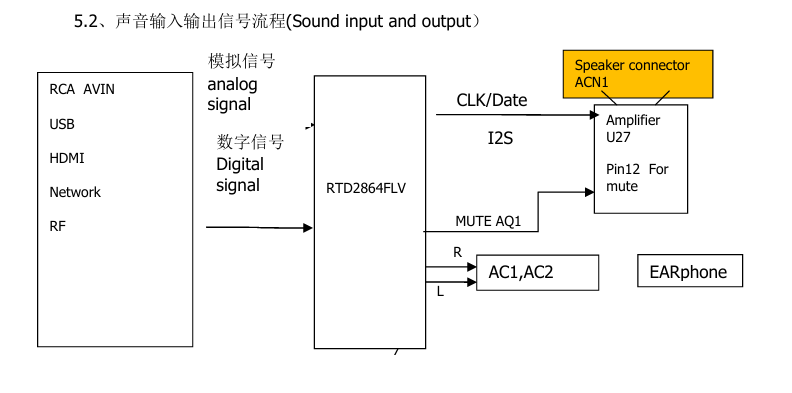 5.2、声音输入输出信号流程(Sound input and output）
模拟信号
analog
signal
数字信号
Digital
signal
RCA AVIN
USB
HDMI
Network
RF
RTD2864FLV
CLK/Date
I2S
MUTE AQ1
R
L
Speaker connector
ACN1
Amplifier
U27
Pin12 For
mute
AC1,AC2
EARphone